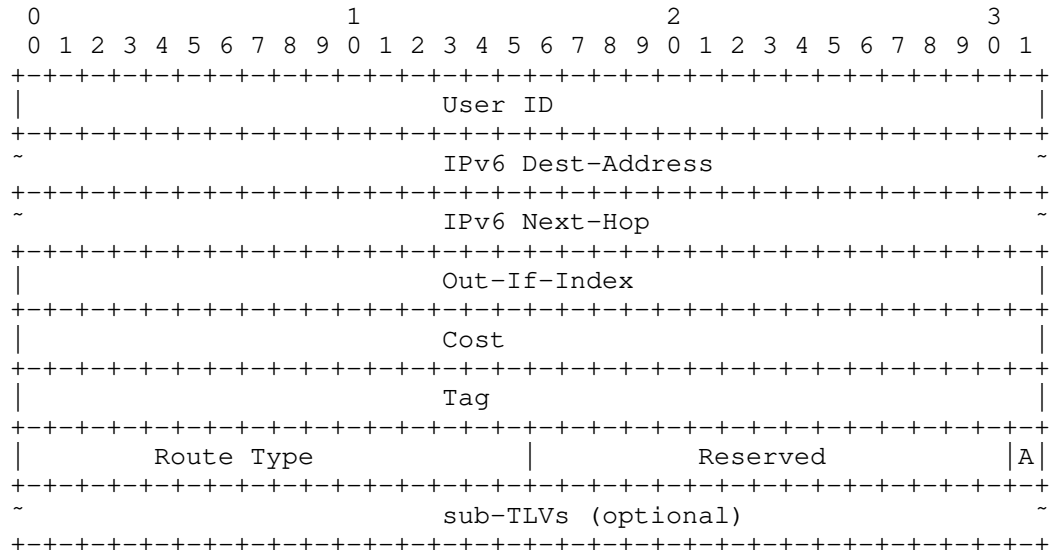 0                   1                   2                   3
 0 1 2 3 4 5 6 7 8 9 0 1 2 3 4 5 6 7 8 9 0 1 2 3 4 5 6 7 8 9 0 1
+-+-+-+-+-+-+-+-+-+-+-+-+-+-+-+-+-+-+-+-+-+-+-+-+-+-+-+-+-+-+-+-+
|                          User ID                              |
+-+-+-+-+-+-+-+-+-+-+-+-+-+-+-+-+-+-+-+-+-+-+-+-+-+-+-+-+-+-+-+-+
~                          IPv6 Dest-Address                    ~
+-+-+-+-+-+-+-+-+-+-+-+-+-+-+-+-+-+-+-+-+-+-+-+-+-+-+-+-+-+-+-+-+
~                          IPv6 Next-Hop                        ~
+-+-+-+-+-+-+-+-+-+-+-+-+-+-+-+-+-+-+-+-+-+-+-+-+-+-+-+-+-+-+-+-+
|                          Out-If-Index                         |
+-+-+-+-+-+-+-+-+-+-+-+-+-+-+-+-+-+-+-+-+-+-+-+-+-+-+-+-+-+-+-+-+
|                          Cost                                 |
+-+-+-+-+-+-+-+-+-+-+-+-+-+-+-+-+-+-+-+-+-+-+-+-+-+-+-+-+-+-+-+-+
|                          Tag                                  |
+-+-+-+-+-+-+-+-+-+-+-+-+-+-+-+-+-+-+-+-+-+-+-+-+-+-+-+-+-+-+-+-+
|        Route Type             |          Reserved           |A|
+-+-+-+-+-+-+-+-+-+-+-+-+-+-+-+-+-+-+-+-+-+-+-+-+-+-+-+-+-+-+-+-+
~                          sub-TLVs (optional)                  ~
+-+-+-+-+-+-+-+-+-+-+-+-+-+-+-+-+-+-+-+-+-+-+-+-+-+-+-+-+-+-+-+-+